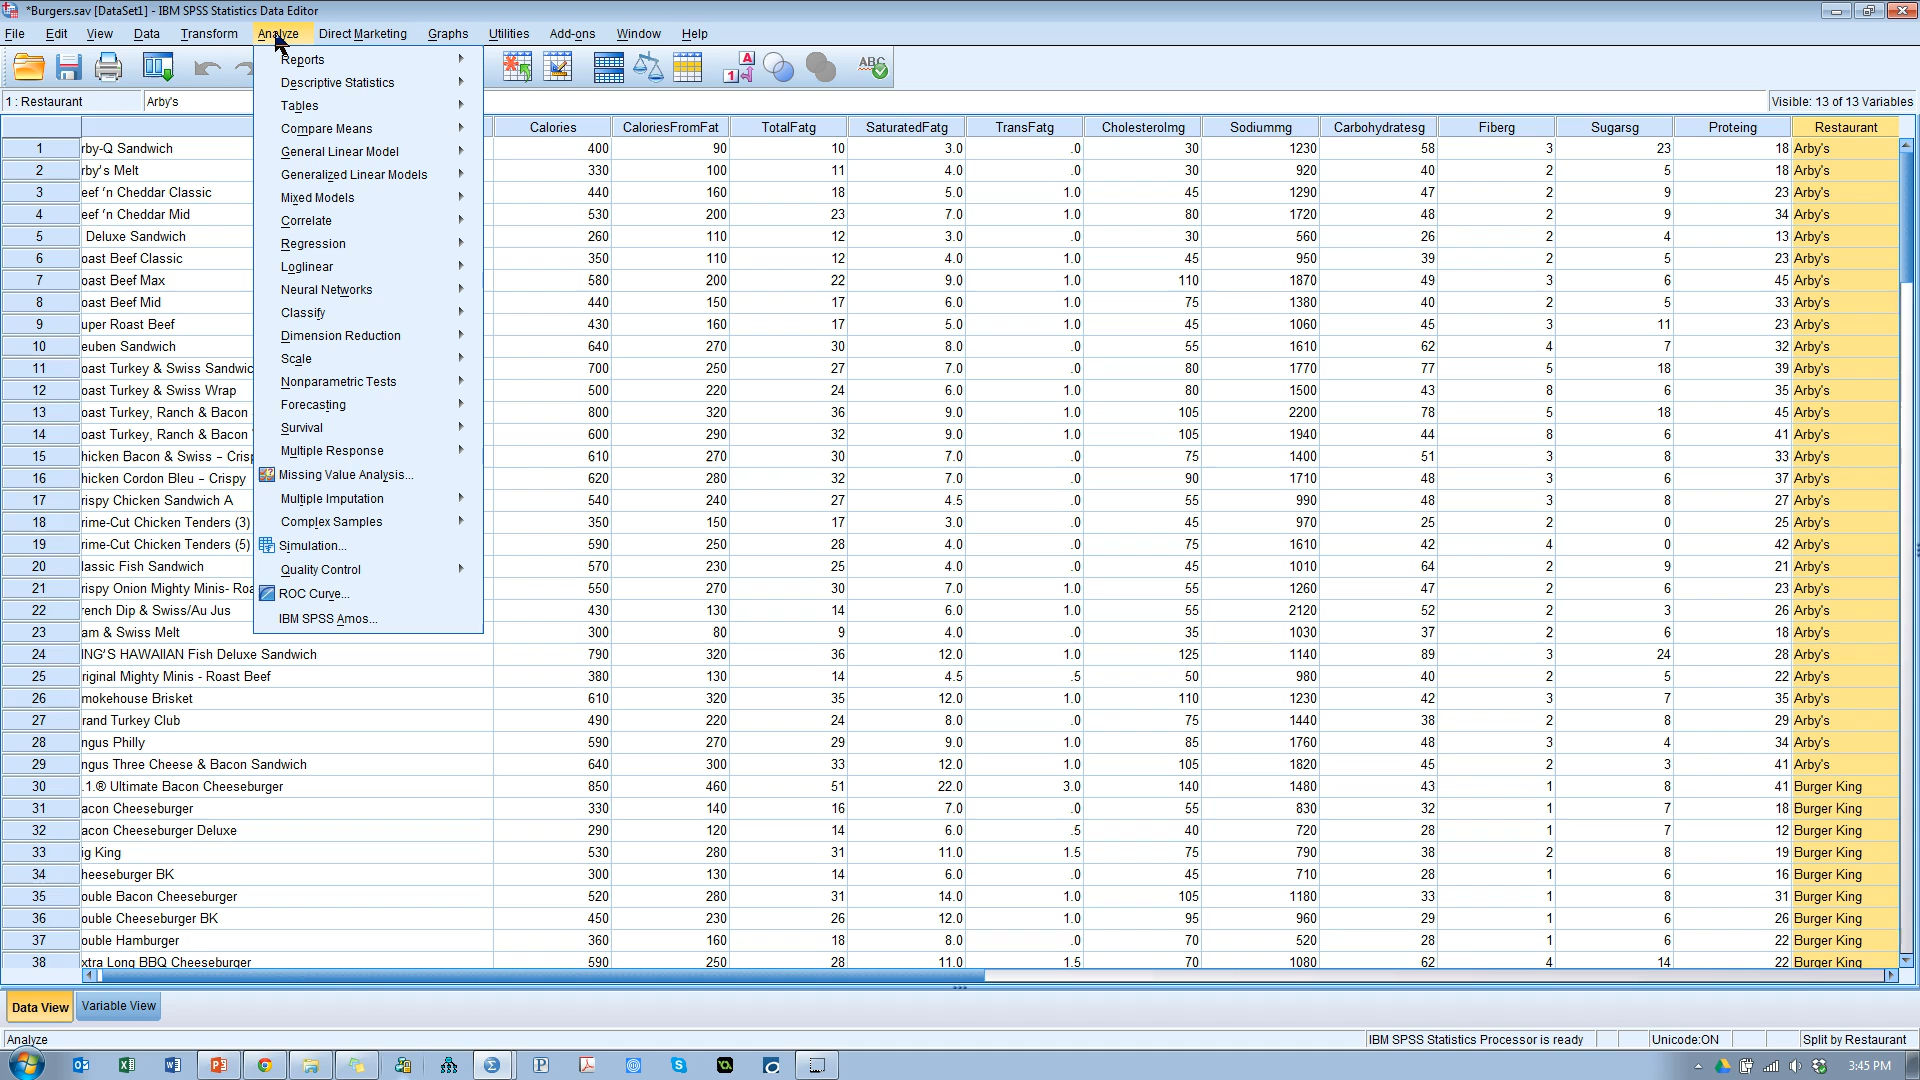 *Burgers.sav [DataSet1] - IBM SPSS Statistics Data Editor
File Edit View Data Transform Analyze Direct Marketing Graphs Utilities Add-ons Window Help
1 : Restaurant Arby's Visible: 13 of 13 Variables
Reports
Descriptive Statistics
Tables
Compare Means
General Linear Model
Generalized Linear Models
Mixed Models
Correlate
Regression
Loglinear
Neural Networks
Classify
Dimension Reduction
Scale
Nonparametric Tests
Forecasting
Survival
Multiple Response
Missing Value Analysis...
Multiple Imputation
Complex Samples
Simulation...
Quality Control
ROC Curve...
IBM SPSS Amos...
Calories CaloriesFromFat TotalFatg SaturatedFatg TransFatg Cholesterolmg Sodiummg Carbohydratesg Fiberg Sugarsg Proteing Restaurant
1 rby-Q Sandwich 400 90 10 3.0 .0 30 1230 58 3 23 18 Arby's
2 rby's Melt 330 100 11 4.0 .0 30 920 40 2 5 18 Arby's
3 eef 'n Cheddar Classic 440 160 18 5.0 1.0 45 1290 47 2 9 23 Arby's
4 eef 'n Cheddar Mid 530 200 23 7.0 1.0 80 1720 48 2 9 34 Arby's
5 Deluxe Sandwich 260 110 12 3.0 .0 30 560 26 2 4 13 Arby's
6 oast Beef Classic 350 110 12 4.0 1.0 45 950 39 2 5 23 Arby's
7 oast Beef Max 580 200 22 9.0 1.0 110 1870 49 3 6 45 Arby's
8 oast Beef Mid 440 150 17 6.0 1.0 75 1380 40 2 5 33 Arby's
9 uper Roast Beef 430 160 17 5.0 1.0 45 1060 45 3 11 23 Arby's
10 euben Sandwich 640 270 30 8.0 .0 55 1610 62 4 7 32 Arby's
11 oast Turkey & Swiss Sandwic 700 250 27 7.0 .0 80 1770 77 5 18 39 Arby's
12 oast Turkey & Swiss Wrap 500 220 24 6.0 1.0 80 1500 43 8 6 35 Arby's
13 oast Turkey, Ranch & Bacon 800 320 36 9.0 1.0 105 2200 78 5 18 45 Arby's
14 oast Turkey, Ranch & Bacon 600 290 32 9.0 1.0 105 1940 44 8 6 41 Arby's
15 hicken Bacon & Swiss – Crisp 610 270 30 7.0 .0 75 1400 51 3 8 33 Arby's
16 hicken Cordon Bleu – Crispy 620 280 32 7.0 .0 90 1710 48 3 6 37 Arby's
17 rispy Chicken Sandwich A 540 240 27 4.5 .0 55 990 48 3 8 27 Arby's
18 rime-Cut Chicken Tenders (3) 350 150 17 3.0 .0 45 970 25 2 0 25 Arby's
19 rime-Cut Chicken Tenders (5) 590 250 28 4.0 .0 75 1610 42 4 0 42 Arby's
20 lassic Fish Sandwich 570 230 25 4.0 .0 45 1010 64 2 9 21 Arby's
21 rispy Onion Mighty Minis- Roa 550 270 30 7.0 1.0 55 1260 47 2 6 23 Arby's
22 rench Dip & Swiss/Au Jus 430 130 14 6.0 1.0 55 2120 52 2 3 26 Arby's
23 am & Swiss Melt 300 80 9 4.0 .0 35 1030 37 2 6 18 Arby's
24 ING'S HAWAIIAN Fish Deluxe Sandwich 790 320 36 12.0 1.0 125 1140 89 3 24 28 Arby's
25 riginal Mighty Minis - Roast Beef 380 130 14 4.5 .5 50 980 40 2 5 22 Arby's
26 mokehouse Brisket 610 320 35 12.0 1.0 110 1230 42 3 7 35 Arby's
27 rand Turkey Club 490 220 24 8.0 .0 75 1440 38 2 8 29 Arby's
28 ngus Philly 590 270 29 9.0 1.0 85 1760 48 3 4 34 Arby's
29 ngus Three Cheese & Bacon Sandwich 640 300 33 12.0 1.0 105 1820 45 2 3 41 Arby's
30 .1.® Ultimate Bacon Cheeseburger 850 460 51 22.0 3.0 140 1480 43 1 8 41 Burger King
31 acon Cheeseburger 330 140 16 7.0 .0 55 830 32 1 7 18 Burger King
32 acon Cheeseburger Deluxe 290 120 14 6.0 .5 40 720 28 1 7 12 Burger King
33 ig King 530 280 31 11.0 1.5 75 790 38 2 8 19 Burger King
34 heeseburger BK 300 130 14 6.0 .0 45 710 28 1 6 16 Burger King
35 ouble Bacon Cheeseburger 520 280 31 14.0 1.0 105 1180 33 1 8 31 Burger King
36 ouble Cheeseburger BK 450 230 26 12.0 1.0 95 960 29 1 6 26 Burger King
37 ouble Hamburger 360 160 18 8.0 .0 70 520 28 1 6 22 Burger King
38 xtra Long BBQ Cheeseburger 590 250 28 11.0 1.5 70 1080 62 4 14 22 Burger King
Data View Variable View
Analyze IBM SPSS Statistics Processor is ready Unicode:ON Split by Restaurant
3:45 PM